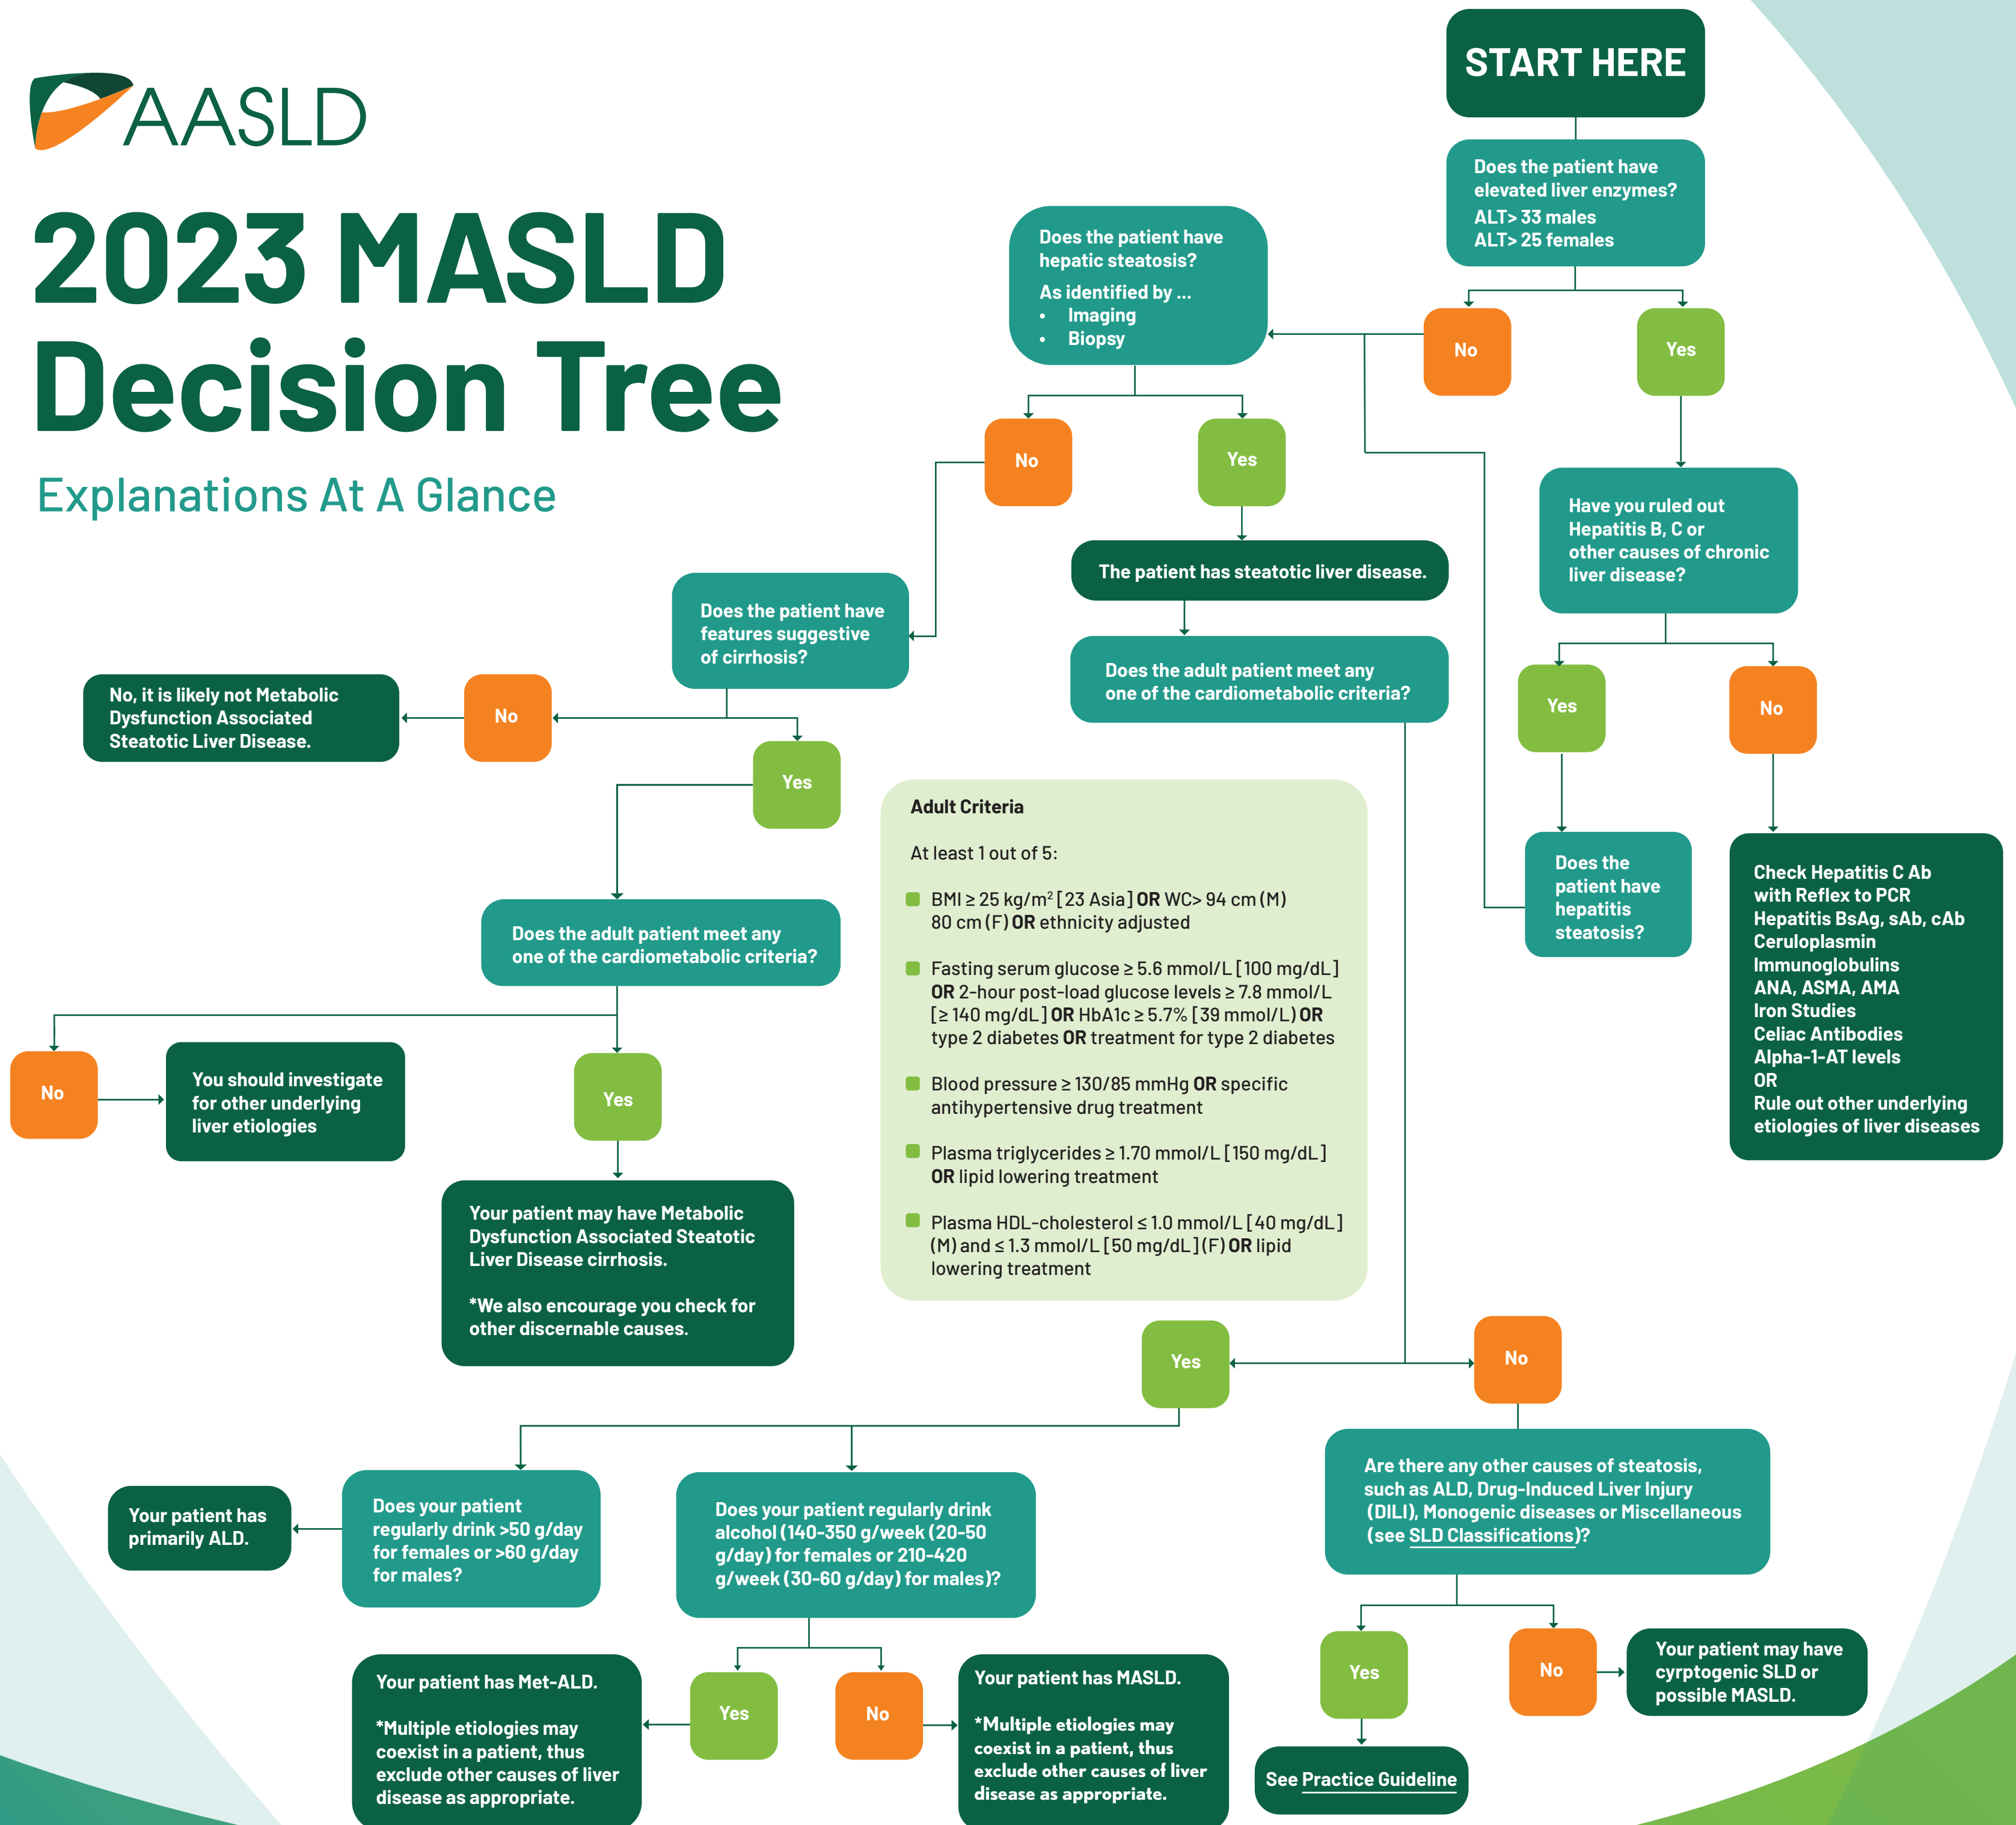 AASLD
2023 MASLD
Decision Tree
Explanations At A Glance
START HERE
Does the patient have
elevated liver enzymes?
ALT> 33 males
ALT> 25 females
No
Yes
Does the patient have
hepatic steatosis?
As identified by ...
• Imaging
• Biopsy
No
Yes
Have you ruled out
Hepatitis B, C or
other causes of chronic
liver disease?
Yes
No
Does the
patient have
hepatitis
steatosis?
Check Hepatitis C Ab
with Reflex to PCR
Hepatitis BsAg, sAb, cAb
Ceruloplasmin
Immunoglobulins
ANA, ASMA, AMA
Iron Studies
Celiac Antibodies
Alpha-1-AT levels
OR
Rule out other underlying
etiologies of liver diseases
The patient has steatotic liver disease.
Does the adult patient meet any
one of the cardiometabolic criteria?
Does the patient have
features suggestive
of cirrhosis?
No
No, it is likely not Metabolic
Dysfunction Associated
Steatotic Liver Disease.
Yes
Does the adult patient meet any
one of the cardiometabolic criteria?
No
You should investigate
for other underlying
liver etiologies
Yes
Your patient may have Metabolic
Dysfunction Associated Steatotic
Liver Disease cirrhosis.
*We also encourage you check for
other discernable causes.
Adult Criteria
At least 1 out of 5:
BMI ≥ 25 kg/m² [23 Asia] OR WC> 94 cm (M)
80 cm (F) OR ethnicity adjusted
Fasting serum glucose ≥ 5.6 mmol/L [100 mg/dL]
OR 2-hour post-load glucose levels ≥ 7.8 mmol/L
[≥ 140 mg/dL] OR HbA1c ≥ 5.7% [39 mmol/L) OR
type 2 diabetes OR treatment for type 2 diabetes
Blood pressure ≥ 130/85 mmHg OR specific
antihypertensive drug treatment
Plasma triglycerides ≥ 1.70 mmol/L [150 mg/dL]
OR lipid lowering treatment
Plasma HDL-cholesterol ≤ 1.0 mmol/L [40 mg/dL]
(M) and ≤ 1.3 mmol/L [50 mg/dL] (F) OR lipid
lowering treatment
Yes
No
Does your patient
regularly drink >50 g/day
for females or >60 g/day
for males?
Your patient has
primarily ALD.
Does your patient regularly drink
alcohol (140-350 g/week (20-50
g/day) for females or 210-420
g/week (30-60 g/day) for males)?
Yes
No
Your patient has Met-ALD.
*Multiple etiologies may
coexist in a patient, thus
exclude other causes of liver
disease as appropriate.
Your patient has MASLD.
*Multiple etiologies may
coexist in a patient, thus
exclude other causes of liver
disease as appropriate.
Are there any other causes of steatosis,
such as ALD, Drug-Induced Liver Injury
(DILI), Monogenic diseases or Miscellaneous
(see SLD Classifications)?
Yes
No
Your patient may have
cyrptogenic SLD or
possible MASLD.
See Practice Guideline